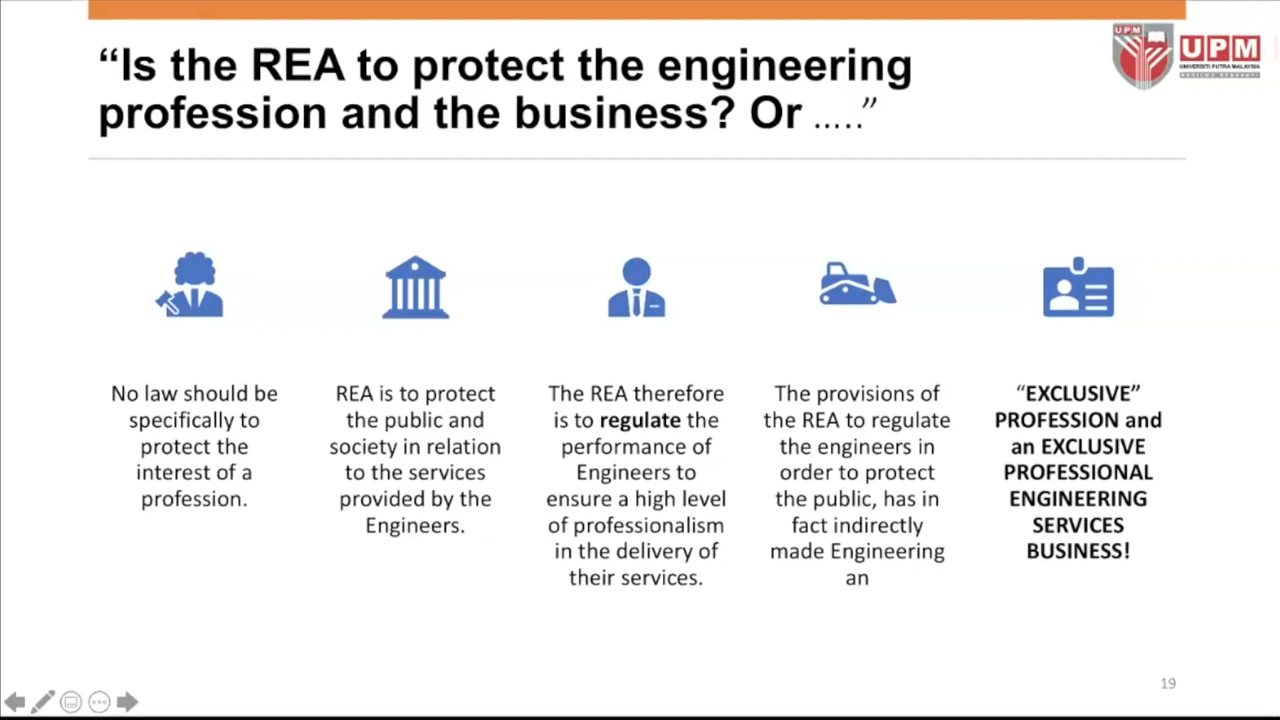 “Is the REA to protect the engineering
profession and the business? Or .....”
UPM
UPM
UNIVERSITI PUTRA MALAYSIA
No law should be
specifically to
protect the
interest of a
profession.
REA is to protect
the public and
society in relation
to the services
provided by the
Engineers.
The REA therefore
is to regulate the
performance of
Engineers to
ensure a high level
of professionalism
in the delivery of
their services.
The provisions of
the REA to regulate
the engineers in
order to protect
the public, has in
fact indirectly
made Engineering
an
“EXCLUSIVE”
PROFESSION and
an EXCLUSIVE
PROFESSIONAL
ENGINEERING
SERVICES
BUSINESS!
19